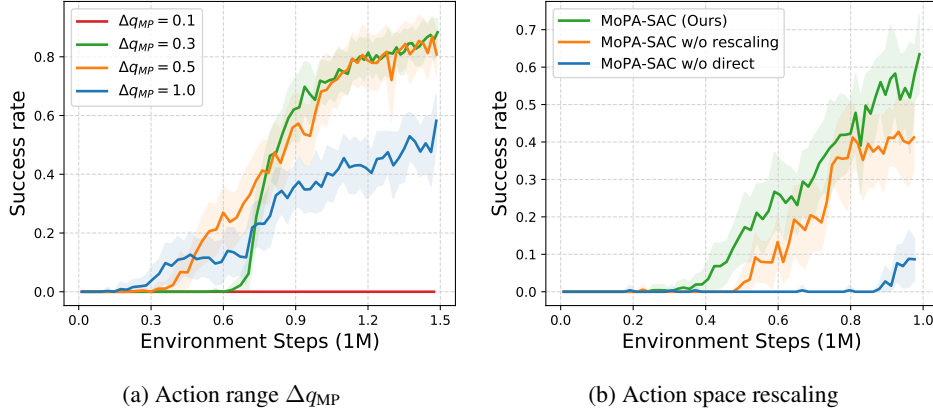 Δq_MP = 0.1
Δq_MP = 0.3
Δq_MP = 0.5
Δq_MP = 1.0
Success rate
0.8
0.6
0.4
0.2
0.0
0.0 0.3 0.6 0.9 1.2 1.5
Environment Steps (1M)
(a) Action range Δq_MP
MoPA-SAC (Ours)
MoPA-SAC w/o rescaling
MoPA-SAC w/o direct
Success rate
0.7
0.6
0.5
0.4
0.3
0.2
0.1
0.0
0.0 0.2 0.4 0.6 0.8 1.0
Environment Steps (1M)
(b) Action space rescaling